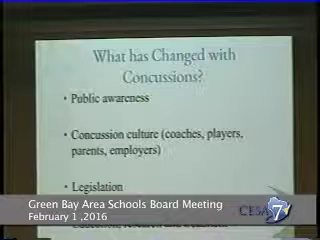 What has Changed with
Concussions?
• Public awareness
• Concussion culture (coaches, players,
parents, employers)
• Legislation
Green Bay Area Schools Board Meeting
February 1 ,2016
CESA 7